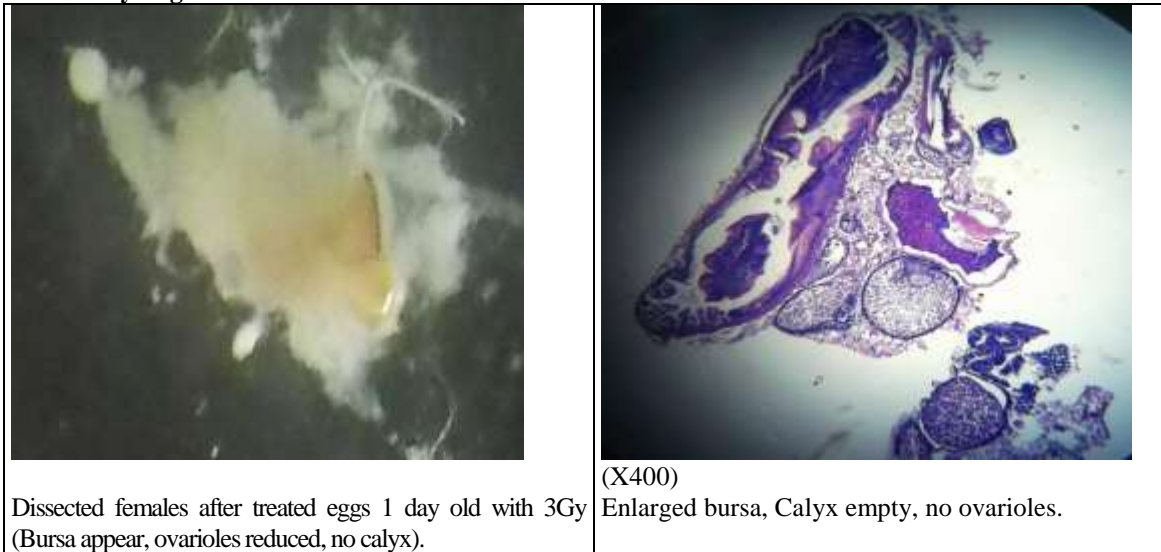 Dissected females after treated eggs 1 day old with 3Gy
(Bursa appear, ovarioles reduced, no calyx).
(X400)
Enlarged bursa, Calyx empty, no ovarioles.